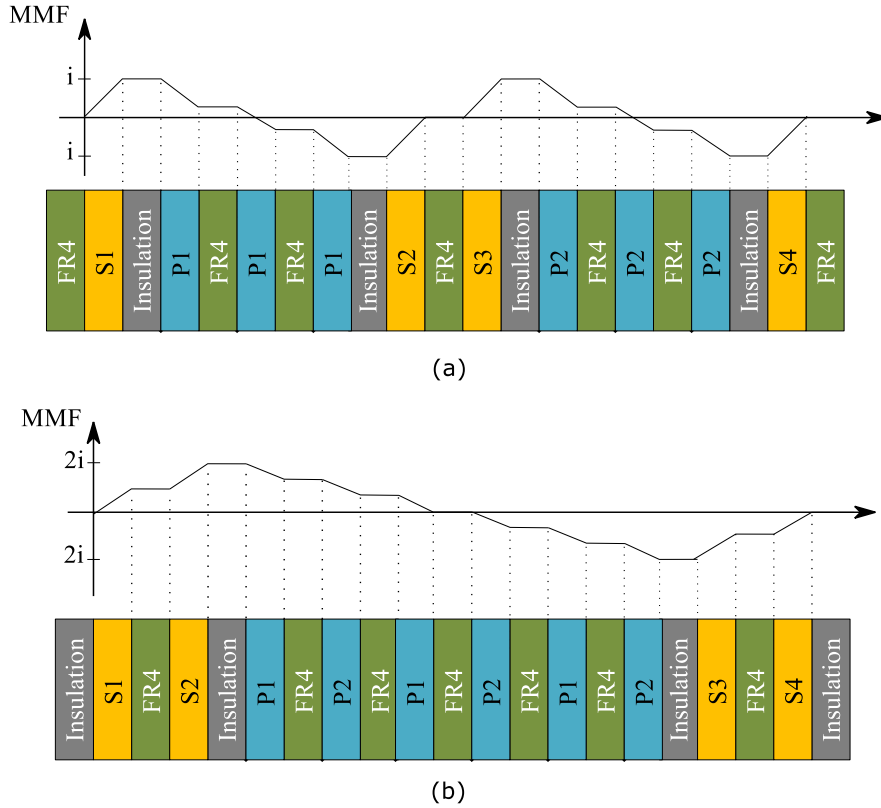 MMF
i
i
FR4
S1
Insulation
P1
FR4
P1
FR4
P1
Insulation
S2
FR4
S3
Insulation
P2
FR4
P2
FR4
P2
Insulation
S4
FR4
(a)
MMF
2i
2i
Insulation
S1
FR4
S2
Insulation
P1
FR4
P2
FR4
P1
FR4
P2
FR4
P1
FR4
P2
Insulation
S3
FR4
S4
Insulation
(b)